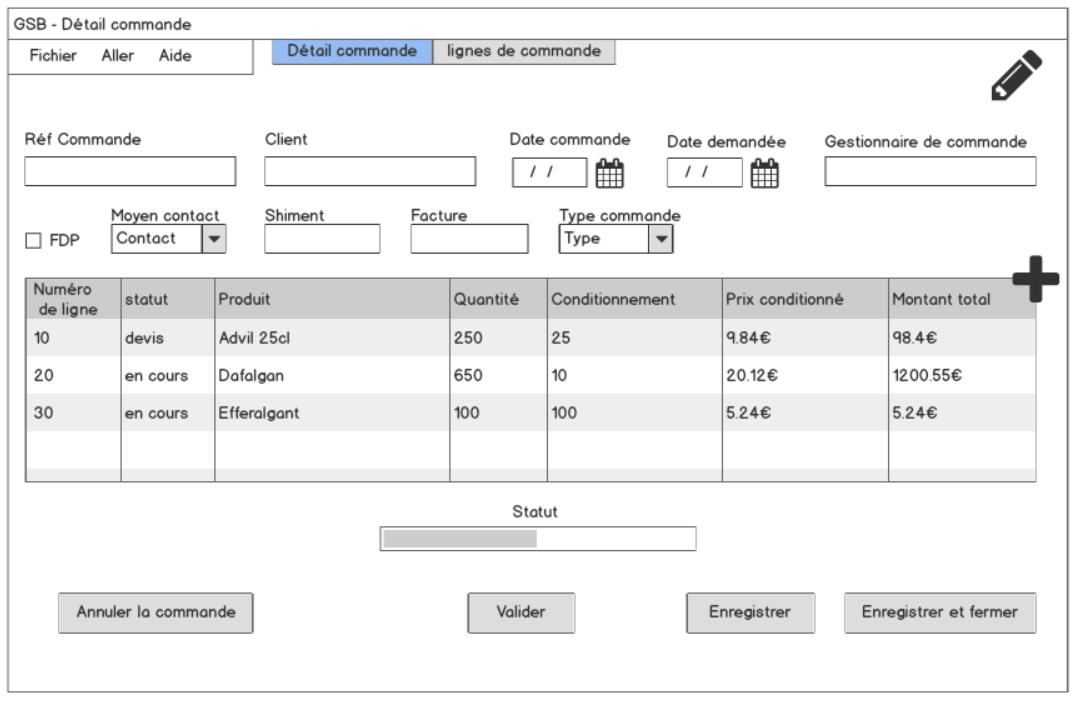 GSB - Détail commande
Fichier Aller Aide
Détail commande lignes de commande
Réf Commande Client Date commande Date demandée Gestionnaire de commande
/ / / /
Moyen contact Shiment Facture Type commande
FDP Contact Type
Numéro de ligne statut Produit Quantité Conditionnement Prix conditionné Montant total
10 devis Advil 25cl 250 25 9.84€ 98.4€
20 en cours Dafalgan 650 10 20.12€ 1200.55€
30 en cours Efferalgant 100 100 5.24€ 5.24€
Statut
Annuler la commande Valider Enregistrer Enregistrer et fermer